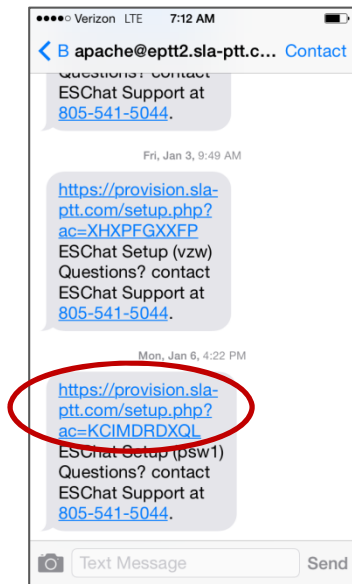 Verizon LTE 7:12 AM
B apache@eptt2.sla-ptt.c... Contact
Questions? contact
ESChat Support at
805-541-5044.
Fri, Jan 3, 9:49 AM
https://provision.sla-
ptt.com/setup.php?
ac=XHXPFGXXFP
ESChat Setup (vzw)
Questions? contact
ESChat Support at
805-541-5044.
Mon, Jan 6, 4:22 PM
https://provision.sla-
ptt.com/setup.php?
ac=KCIMDRDXQL
ESChat Setup (psw1)
Questions? contact
ESChat Support at
805-541-5044.
Text Message Send